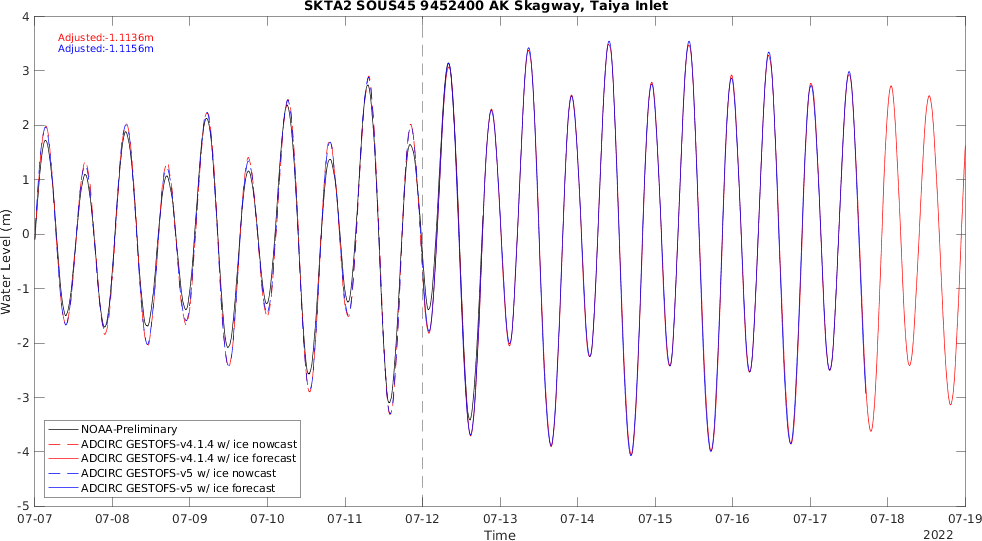 SKTA2 SOUS45 9452400 AK Skagway, Taiya Inlet
Adjusted:-1.1136m
Adjusted:-1.1156m
4
3
2
1
0
-1
-2
-3
-4
-5
Water Level (m)
NOAA-Preliminary
ADCIRC GESTOFS-v4.1.4 w/ ice nowcast
ADCIRC GESTOFS-v4.1.4 w/ ice forecast
ADCIRC GESTOFS-v5 w/ ice nowcast
ADCIRC GESTOFS-v5 w/ ice forecast
07-07 07-08 07-09 07-10 07-11 07-12 07-13 07-14 07-15 07-16 07-17 07-18 07-19
Time
2022